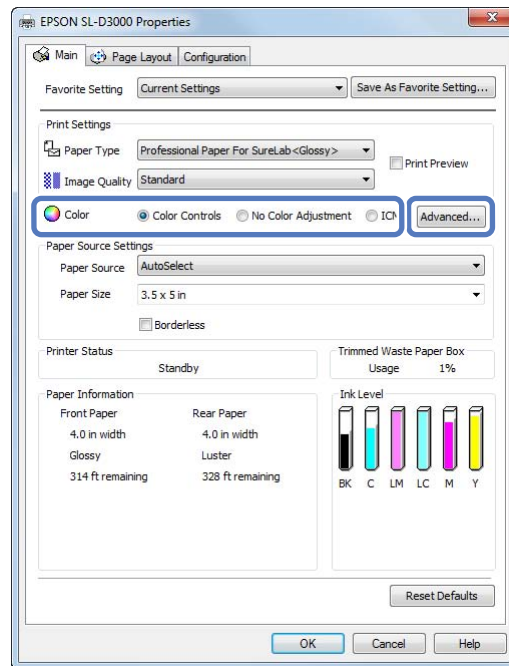 EPSON SL-D3000 Properties
Main Page Layout Configuration
Favorite Setting Current Settings Save As Favorite Setting...
Print Settings
Paper Type Professional Paper For SureLab<Glossy>
Print Preview
Image Quality Standard
Color Color Controls No Color Adjustment Advanced...
Paper Source Settings
Paper Source AutoSelect
Paper Size 3.5 x 5 in
Borderless
Printer Status Trimmed Waste Paper Box
Standby Usage 1%
Paper Information Ink Level
Front Paper Rear Paper
4.0 in width 4.0 in width
Glossy Luster
314 ft remaining 328 ft remaining
BK C LM LC M Y
Reset Defaults
OK Cancel Help